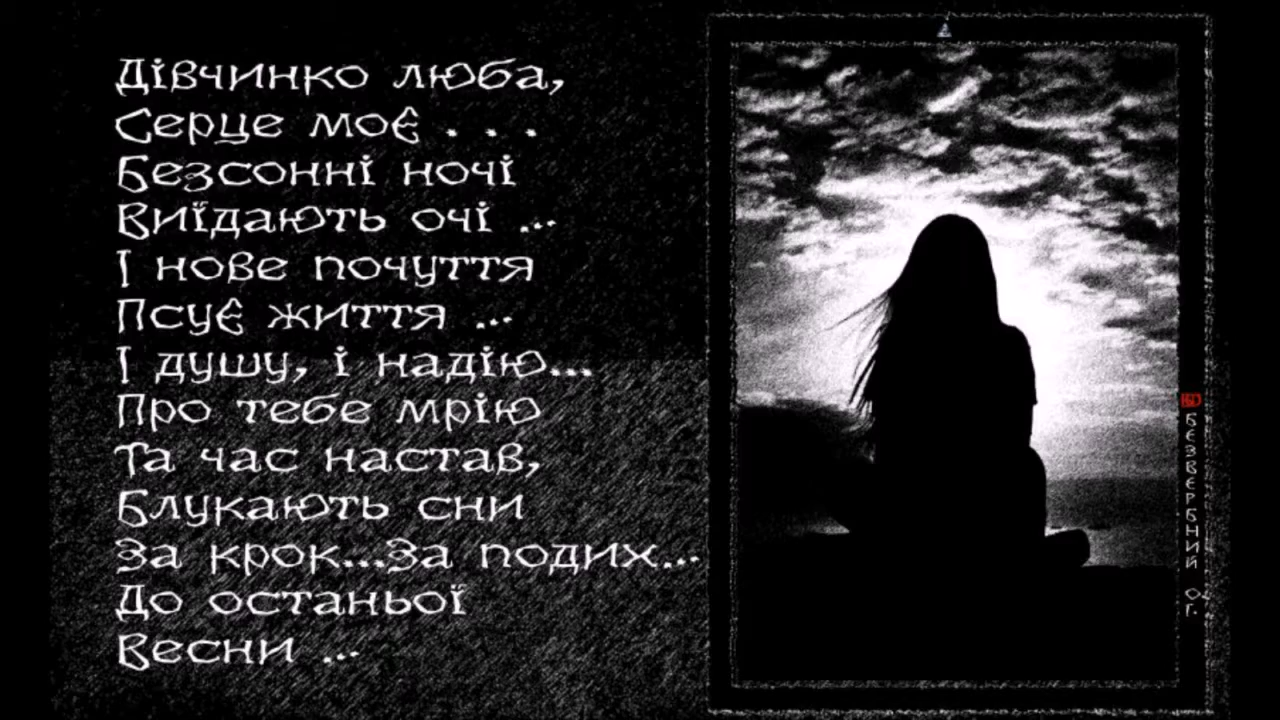 Дівчинко люба,
Серце моє . . .
Безсонні ночі
Виїдають очі ...
І нове почуття
Псує життя ...
І душу, і надію...
Про тебе мрію
Та час настав,
Блукають сни
За крок...За подих...
До останьої
Весни ...
БЕЗВЕРБНИЙ О.Г.